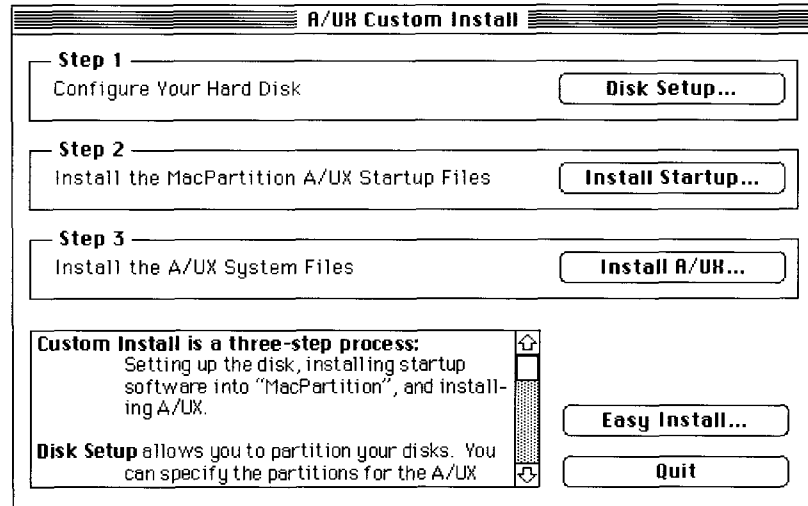 A/UX Custom Install
Step 1
Configure Your Hard Disk
Disk Setup...
Step 2
Install the MacPartition A/UX Startup Files
Install Startup...
Step 3
Install the A/UX System Files
Install A/UX...
Custom Install is a three-step process:
Setting up the disk, installing startup
software into “MacPartition”, and install-
ing A/UX.
Disk Setup allows you to partition your disks. You
can specify the partitions for the A/UX
Easy Install...
Quit